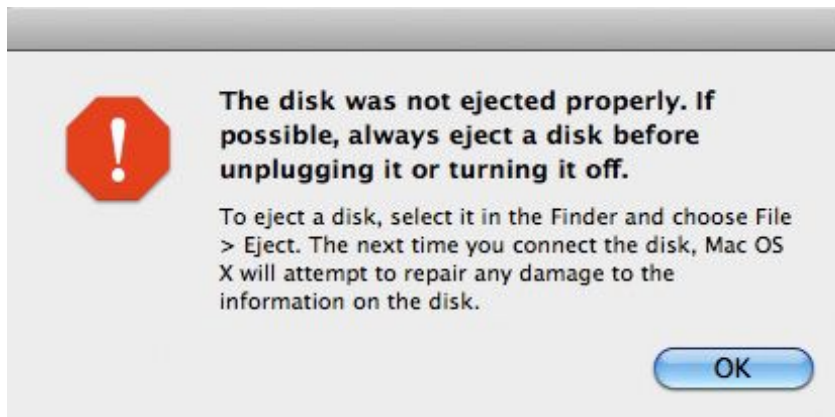 The disk was not ejected properly. If
possible, always eject a disk before
unplugging it or turning it off.
To eject a disk, select it in the Finder and choose File
> Eject. The next time you connect the disk, Mac OS
X will attempt to repair any damage to the
information on the disk.
OK